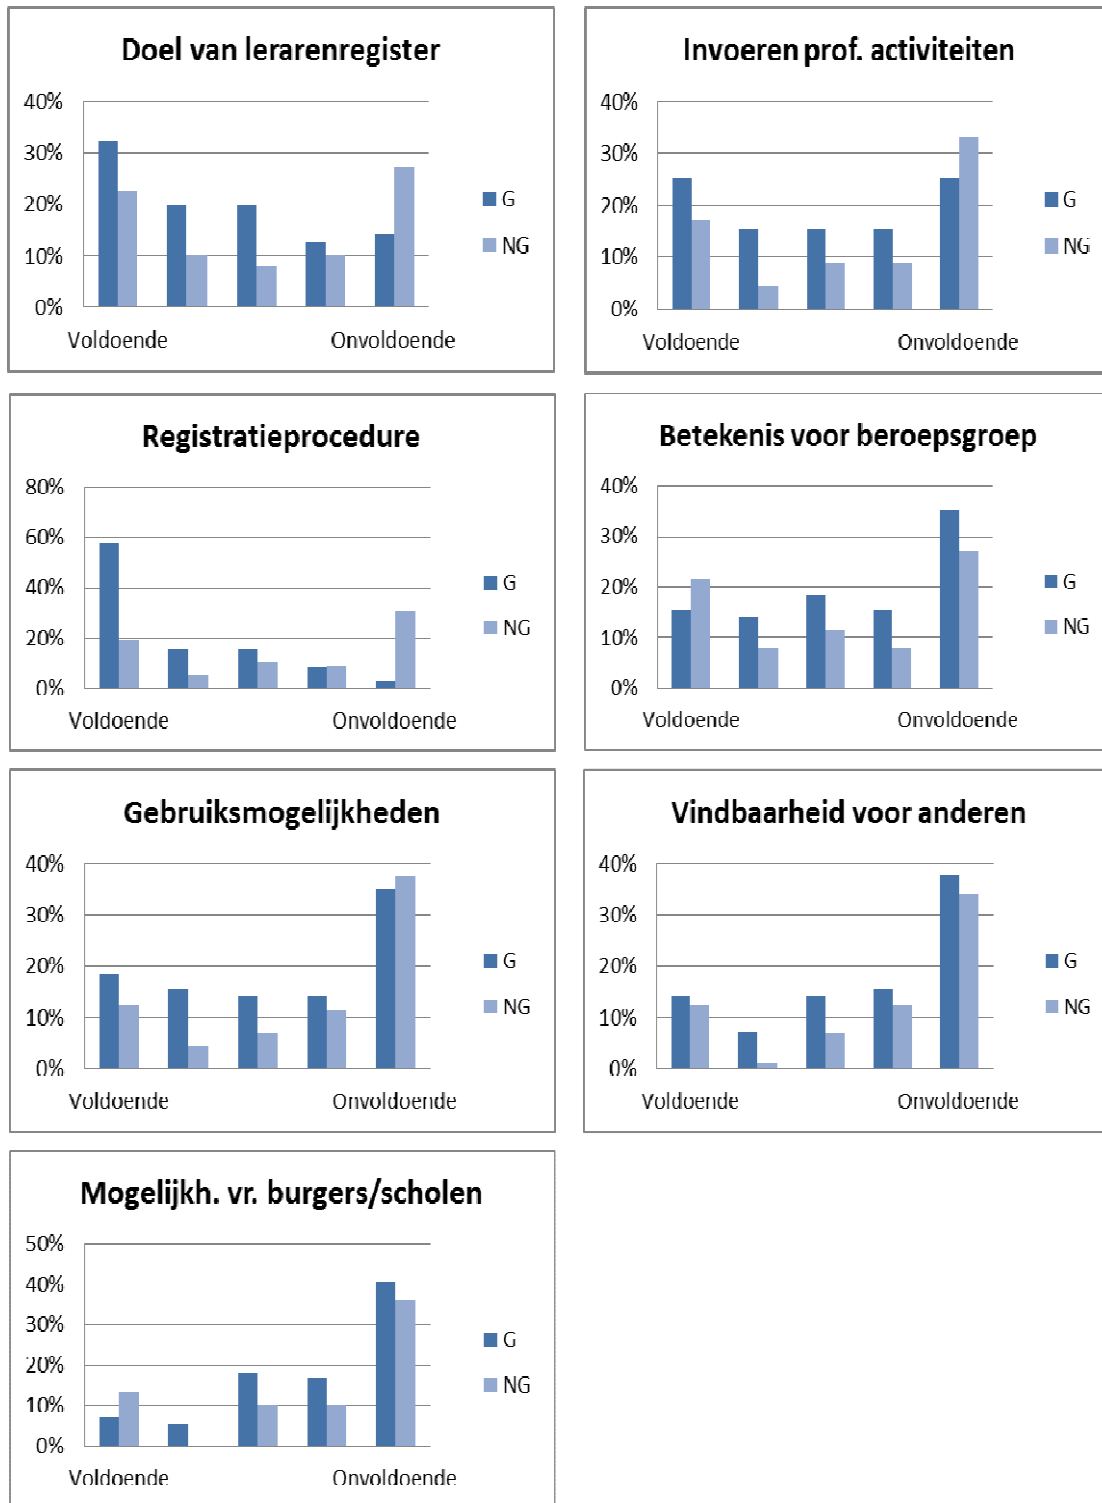 Doel van lerarenregister
40%
30%
20%
10%
0%
Voldoende Onvoldoende
G
NG
Invoeren prof. activiteiten
40%
30%
20%
10%
0%
Voldoende Onvoldoende
G
NG
Registratieprocedure
80%
60%
40%
20%
0%
Voldoende Onvoldoende
G
NG
Betekenis voor beroepsgroep
40%
30%
20%
10%
0%
Voldoende Onvoldoende
G
NG
Gebruiksmogelijkheden
40%
30%
20%
10%
0%
Voldoende Onvoldoende
G
NG
Vindbaarheid voor anderen
40%
30%
20%
10%
0%
Voldoende Onvoldoende
G
NG
Mogelijkh. vr. burgers/scholen
50%
40%
30%
20%
10%
0%
Voldoende Onvoldoende
G
NG